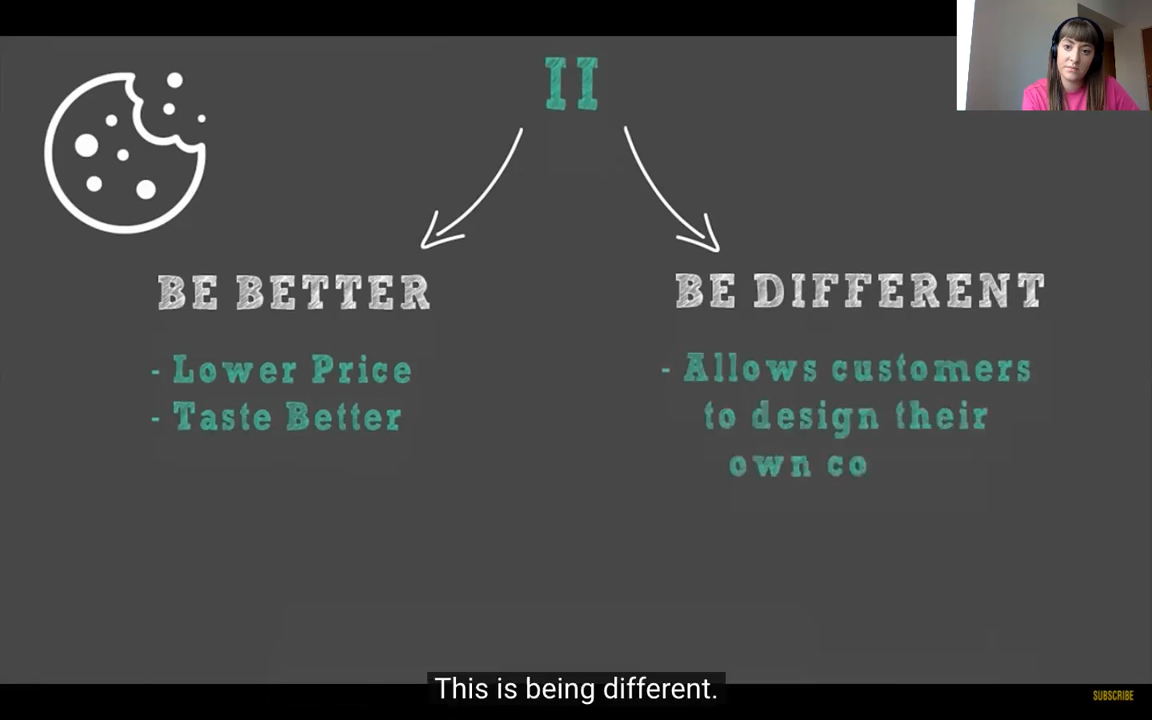 II
BE BETTER
- Lower Price
- Taste Better
BE DIFFERENT
- Allows customers
to design their
own co
This is being different.
SUBSCRIBE